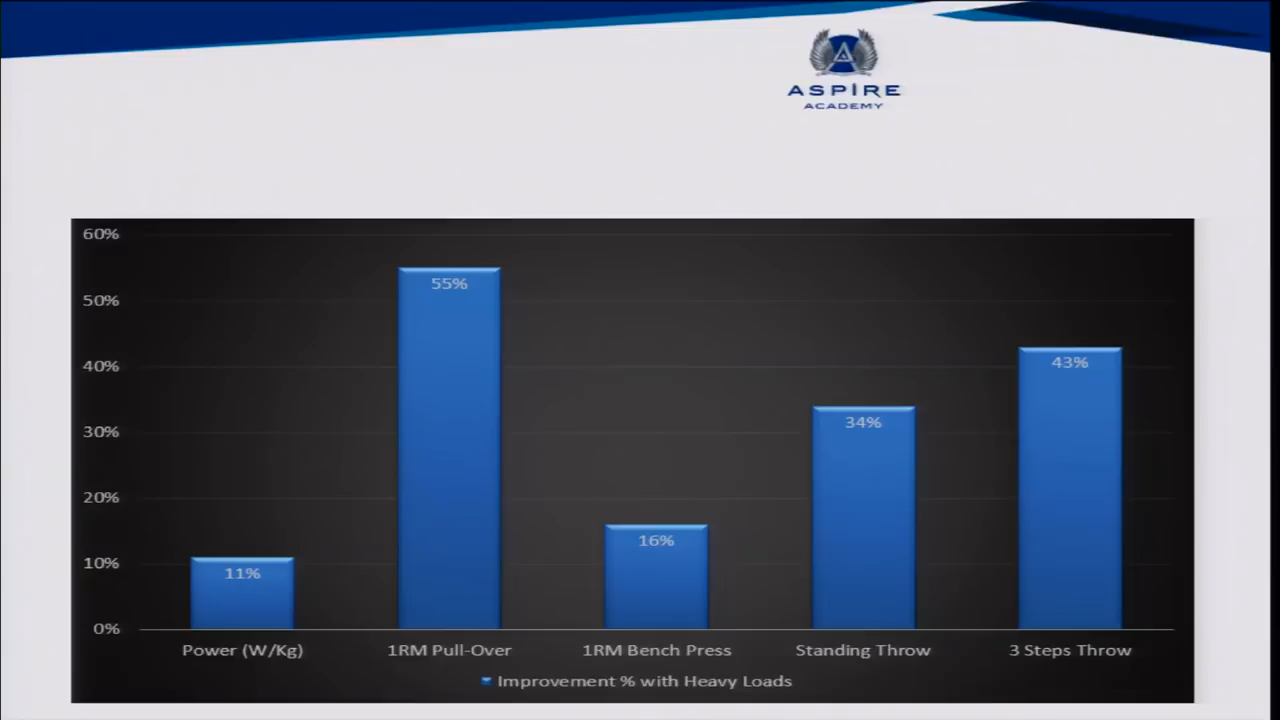 ASPIRE
ACADEMY
60%
50%
40%
30%
20%
10%
0%
11%
55%
16%
34%
43%
Power (W/Kg)
1RM Pull-Over
1RM Bench Press
Standing Throw
3 Steps Throw
Improvement % with Heavy Loads